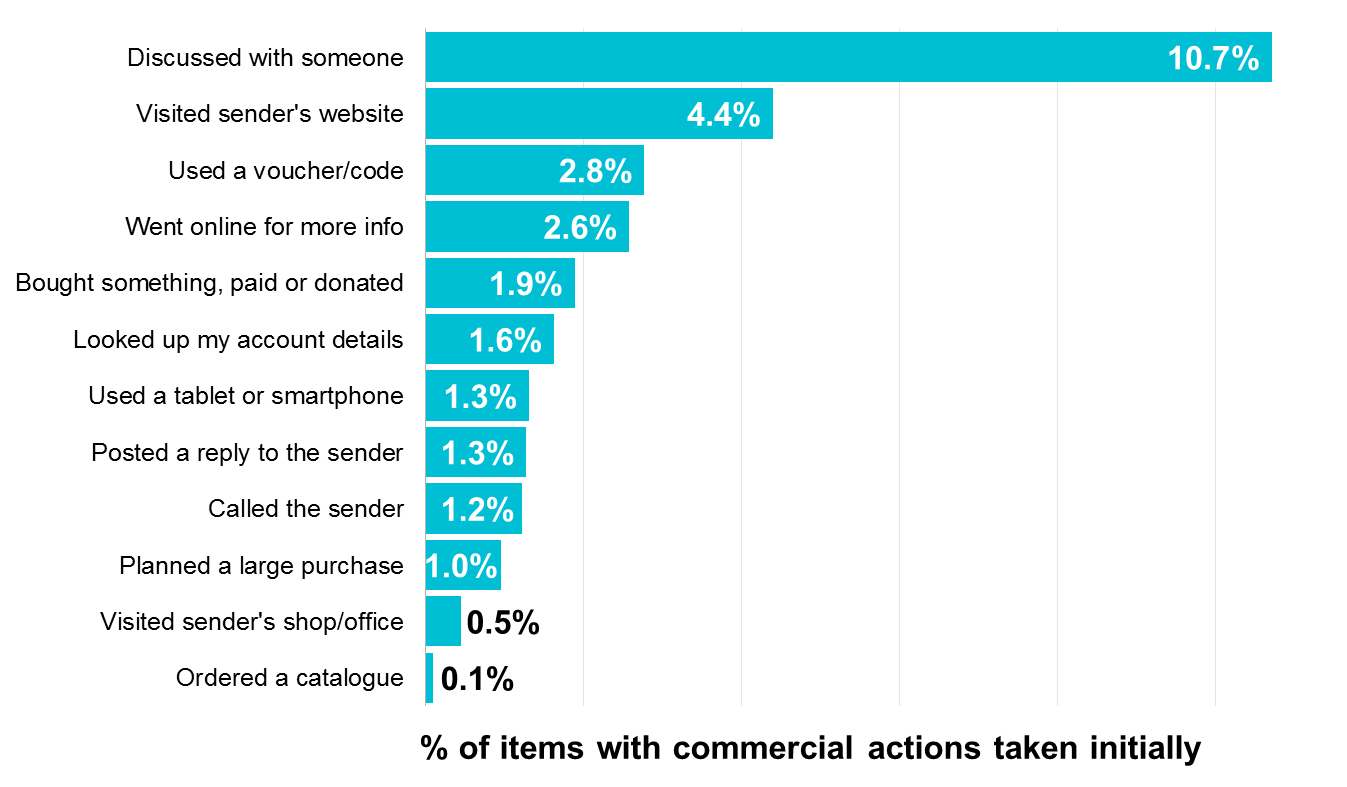 Discussed with someone 10.7%
Visited sender's website 4.4%
Used a voucher/code 2.8%
Went online for more info 2.6%
Bought something, paid or donated 1.9%
Looked up my account details 1.6%
Used a tablet or smartphone 1.3%
Posted a reply to the sender 1.3%
Called the sender 1.2%
Planned a large purchase 1.0%
Visited sender's shop/office 0.5%
Ordered a catalogue 0.1%
% of items with commercial actions taken initially